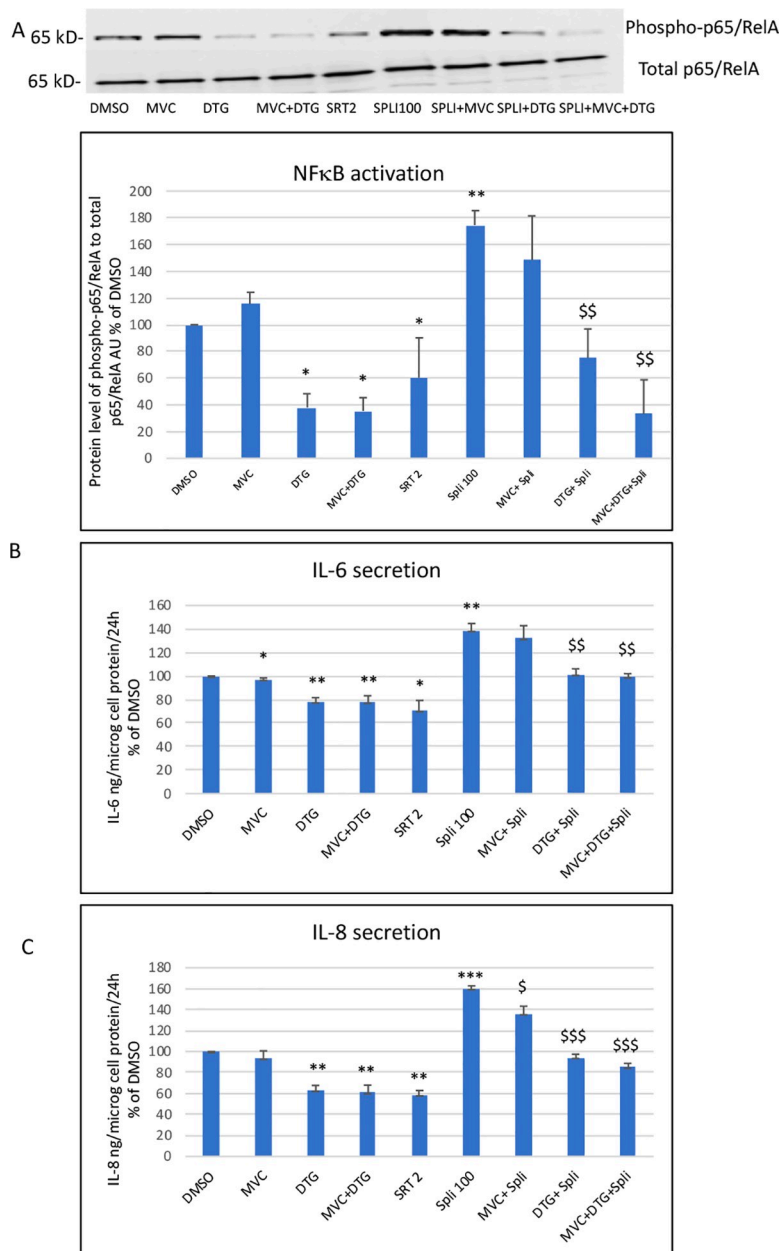 A
65 kD-
Phospho-p65/RelA
65 kD-
Total p65/RelA
DMSO MVC DTG MVC+DTG SRT2 SPLI100 SPLI+MVC SPLI+DTG SPLI+MVC+DTG
NFκB activation
Protein level of phospho-p65/RelA to total
p65/RelA AU % of DMSO
200
180
160
140
120
100
80
60
40
20
0
**
*
*
*
$$
$$
DMSO MVC DTG MVC+DTG SRT 2 Spli 100 MVC+ Spli DTG+ Spli MVC+DTG+Spli
B
IL-6 secretion
IL-6 ng/microg cell protein/24h
% of DMSO
160
140
120
100
80
60
40
20
0
*
**
**
*
**
$$
$$
DMSO MVC DTG MVC+DTG SRT 2 Spli 100 MVC+ Spli DTG+ Spli MVC+DTG+Spli
C
IL-8 secretion
IL-8 ng/microg cell protein/24h
% of DMSO
180
160
140
120
100
80
60
40
20
0
**
**
**
***
$
$$$
$$$
DMSO MVC DTG MVC+DTG SRT 2 Spli 100 MVC+ Spli DTG+ Spli MVC+DTG+Spli